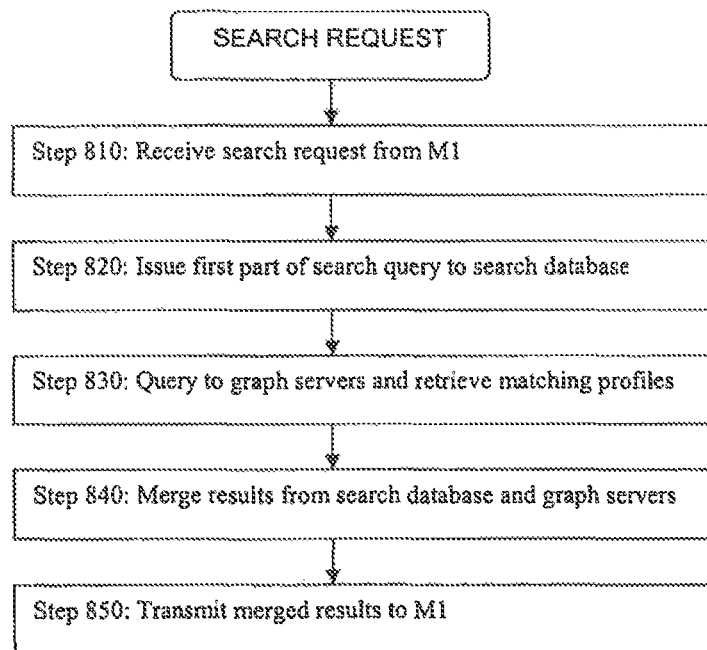 SEARCH REQUEST
Step 810: Receive search request from M1
Step 820: Issue first part of search query to search database
Step 830: Query to graph servers and retrieve matching profiles
Step 840: Merge results from search database and graph servers
Step 850: Transmit merged results to M1